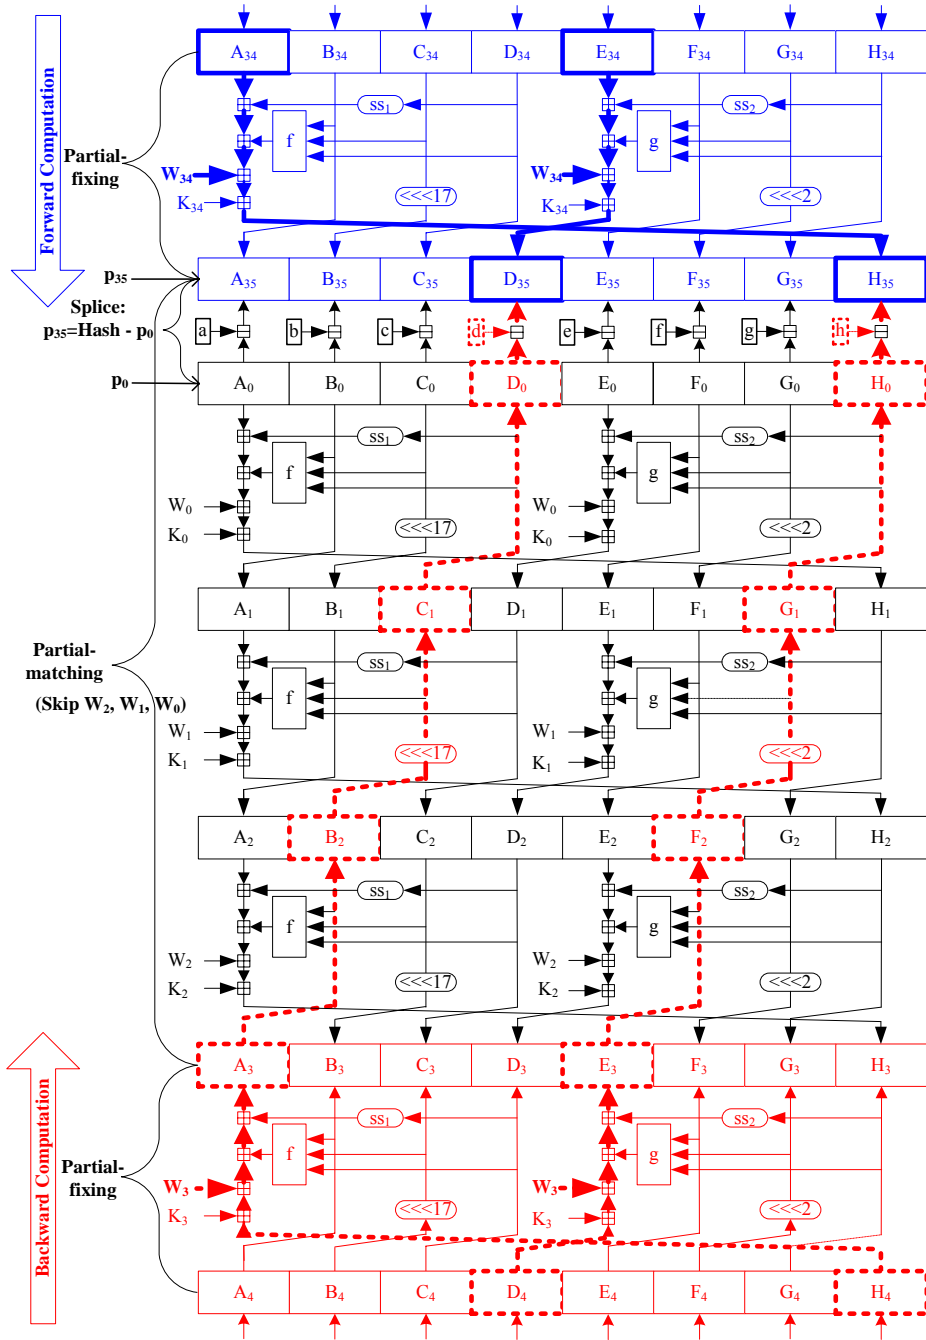 A34 B34 C34 D34 E34 F34 G34 H34
ss1 ss2
f g
Forward Computation
Partial-
fixing
W34 W34
<<<17 <<<2
K34 K34
p35
A35 B35 C35 D35 E35 F35 G35 H35
Splice:
p35=Hash - p0
a b c d e f g h
p0
A0 B0 C0 D0 E0 F0 G0 H0
ss1 ss2
f g
W0 W0
<<<17 <<<2
K0 K0
A1 B1 C1 D1 E1 F1 G1 H1
Partial-
matching
(Skip W2, W1, W0)
ss1 ss2
f g
W1 W1
<<<17 <<<2
K1 K1
A2 B2 C2 D2 E2 F2 G2 H2
ss1 ss2
f g
W2 W2
<<<17 <<<2
K2 K2
A3 B3 C3 D3 E3 F3 G3 H3
Backward Computation
ss1 ss2
f g
Partial-
fixing
W3 W3
<<<17 <<<2
K3 K3
A4 B4 C4 D4 E4 F4 G4 H4